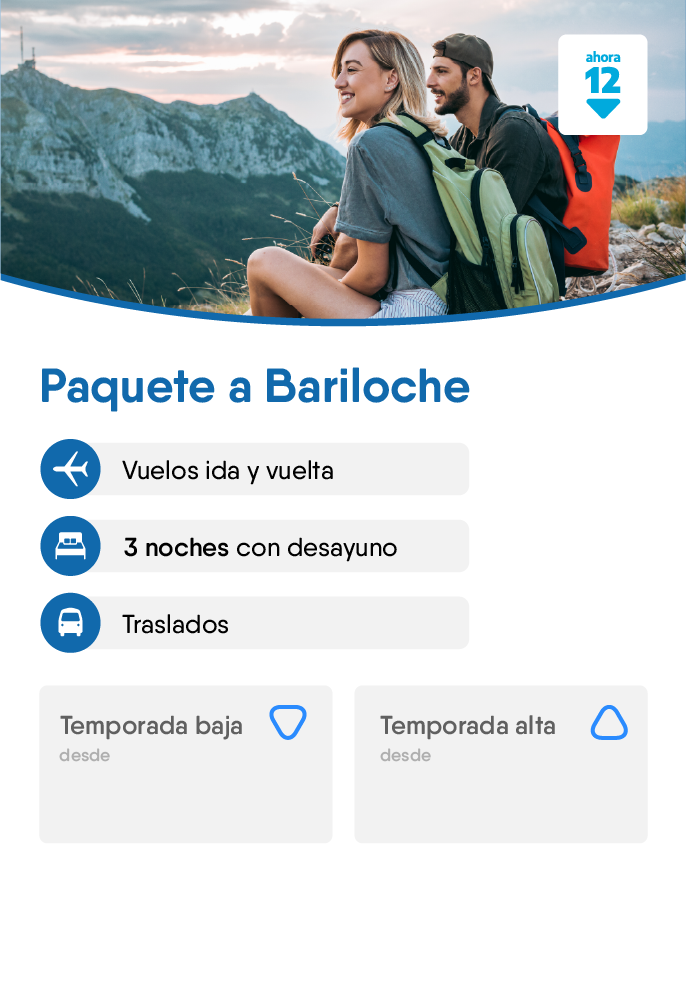 ahora
12
Paquete a Bariloche
Vuelos ida y vuelta
3 noches con desayuno
Traslados
Temporada baja
desde
Temporada alta
desde